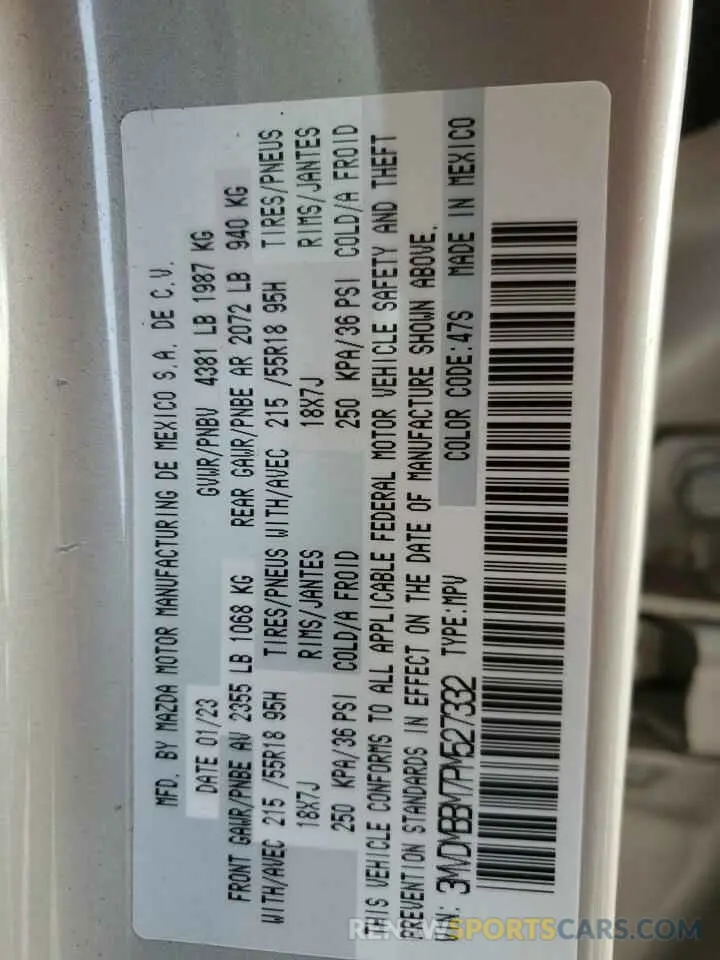 MFD. BY MAZDA MOTOR MANUFACTURING DE MEXICO S.A. DE C.V.
DATE 01/23 GVWR/PNBV 4381 LB 1987 KG
FRONT GAWR/PNBE AV 2355 LB 1068 KG REAR GAWR/PNBE AR 2072 LB 940 KG
WITH/AVEC 215 /55R18 95H TIRES/PNEUS WITH/AVEC 215 /55R18 95H TIRES/PNEUS
18X7J RIMS/JANTES 18X7J RIMS/JANTES
250 KPA/36 PSI COLD/A FROID 250 KPA/36 PSI COLD/A FROID
THIS VEHICLE CONFORMS TO ALL APPLICABLE FEDERAL MOTOR VEHICLE SAFETY AND THEFT
PREVENTION STANDARDS IN EFFECT ON THE DATE OF MANUFACTURE SHOWN ABOVE.
VIN: 3MVDMBBM7PM527332 TYPE:MPV COLOR CODE:47S MADE IN MEXICO
RENEWSPORTSCARS.COM